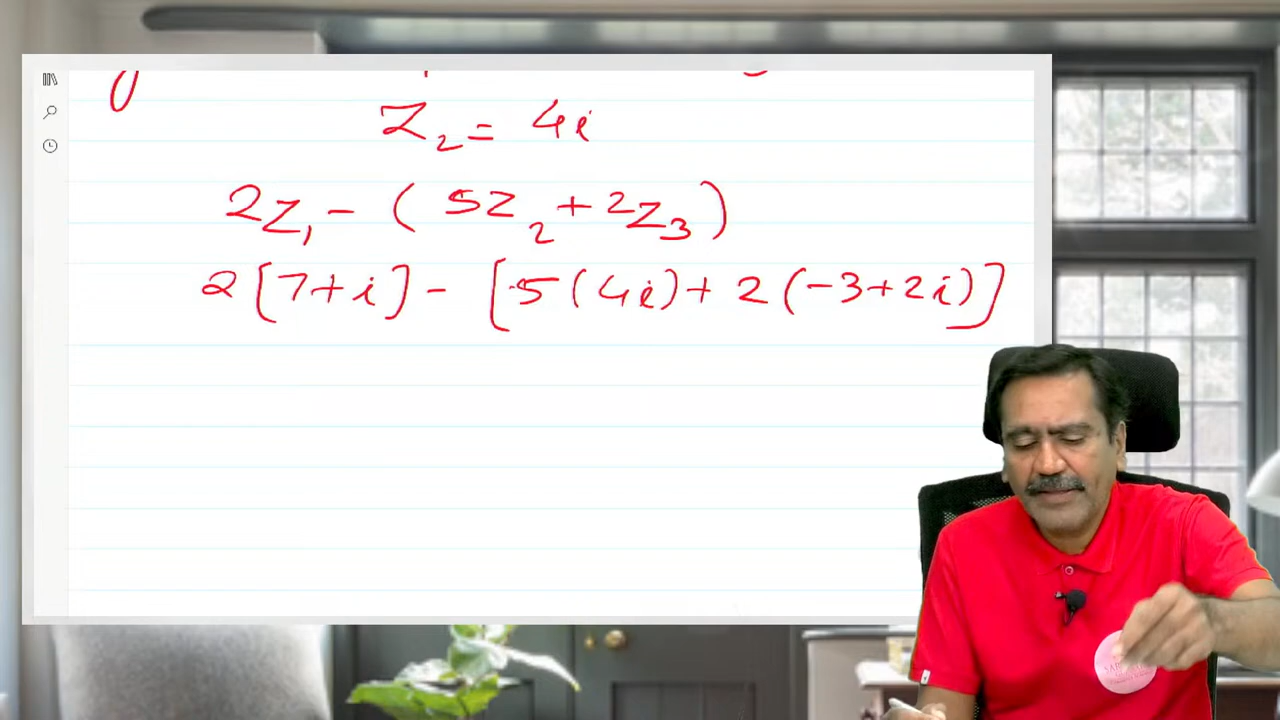 Z₂ = 4i
2Z₁ - ( 5Z₂ + 2Z₃ )
2[7+i] - [5(4i) + 2(-3+2i)]